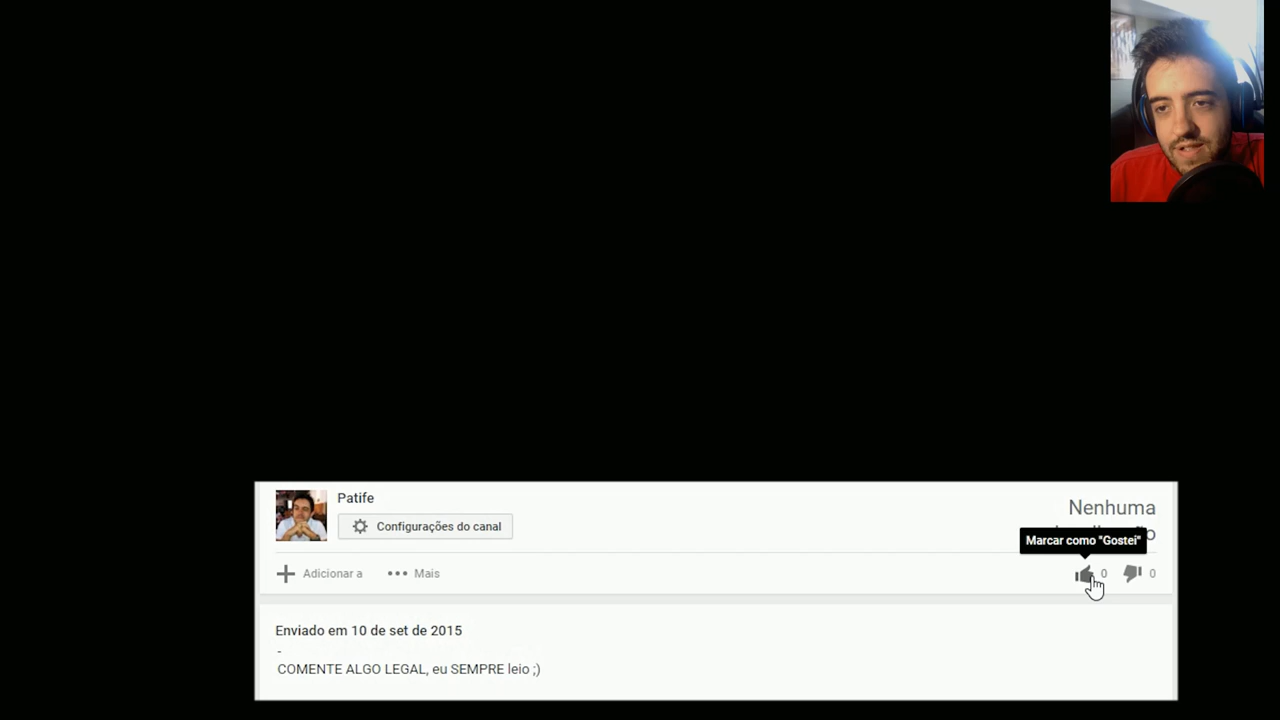 Patife
Configurações do canal
Nenhuma
Marcar como "Gostei"
Adicionar a
Mais
0
0
Enviado em 10 de set de 2015
-
COMENTE ALGO LEGAL, eu SEMPRE leio ;)